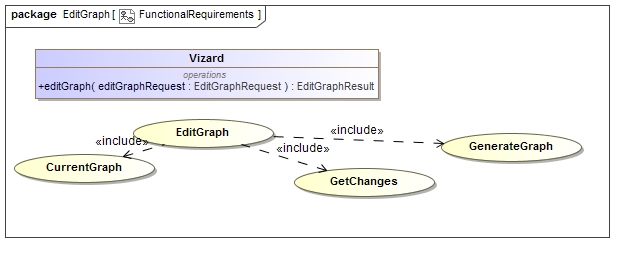 package EditGraph [ FunctionalRequirements ]
Vizard
operations
+editGraph( editGraphRequest : EditGraphRequest ) : EditGraphResult
EditGraph
«include»
«include»
«include»
GenerateGraph
CurrentGraph
GetChanges